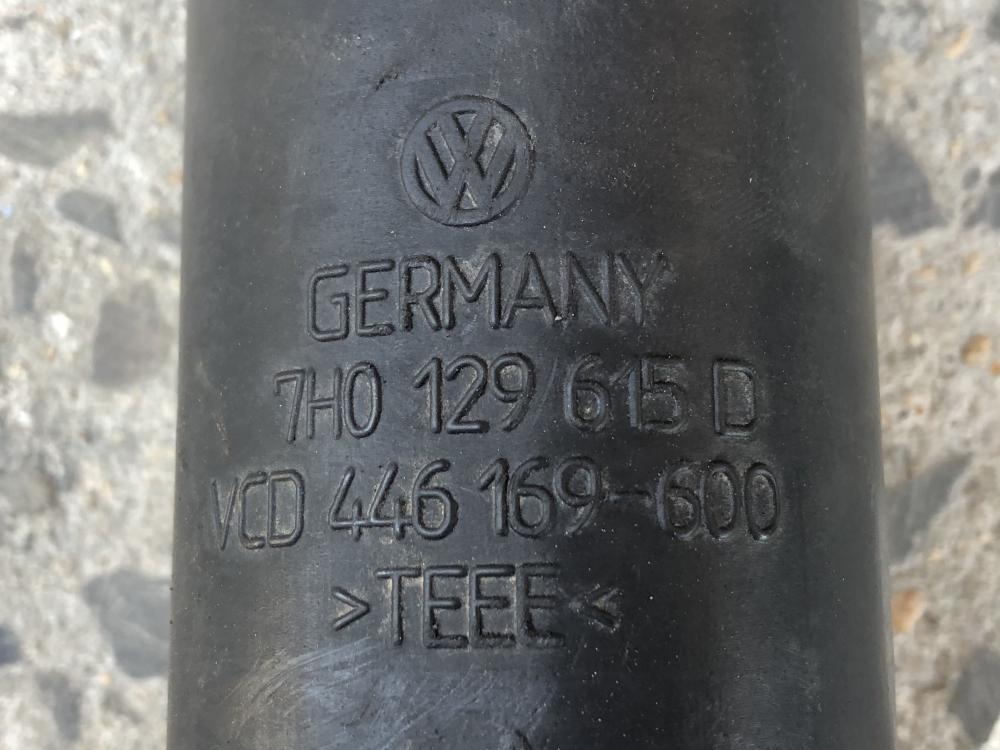 GERMANY
7H0 129 615 D
VCD 446 169-600
>TEEE<